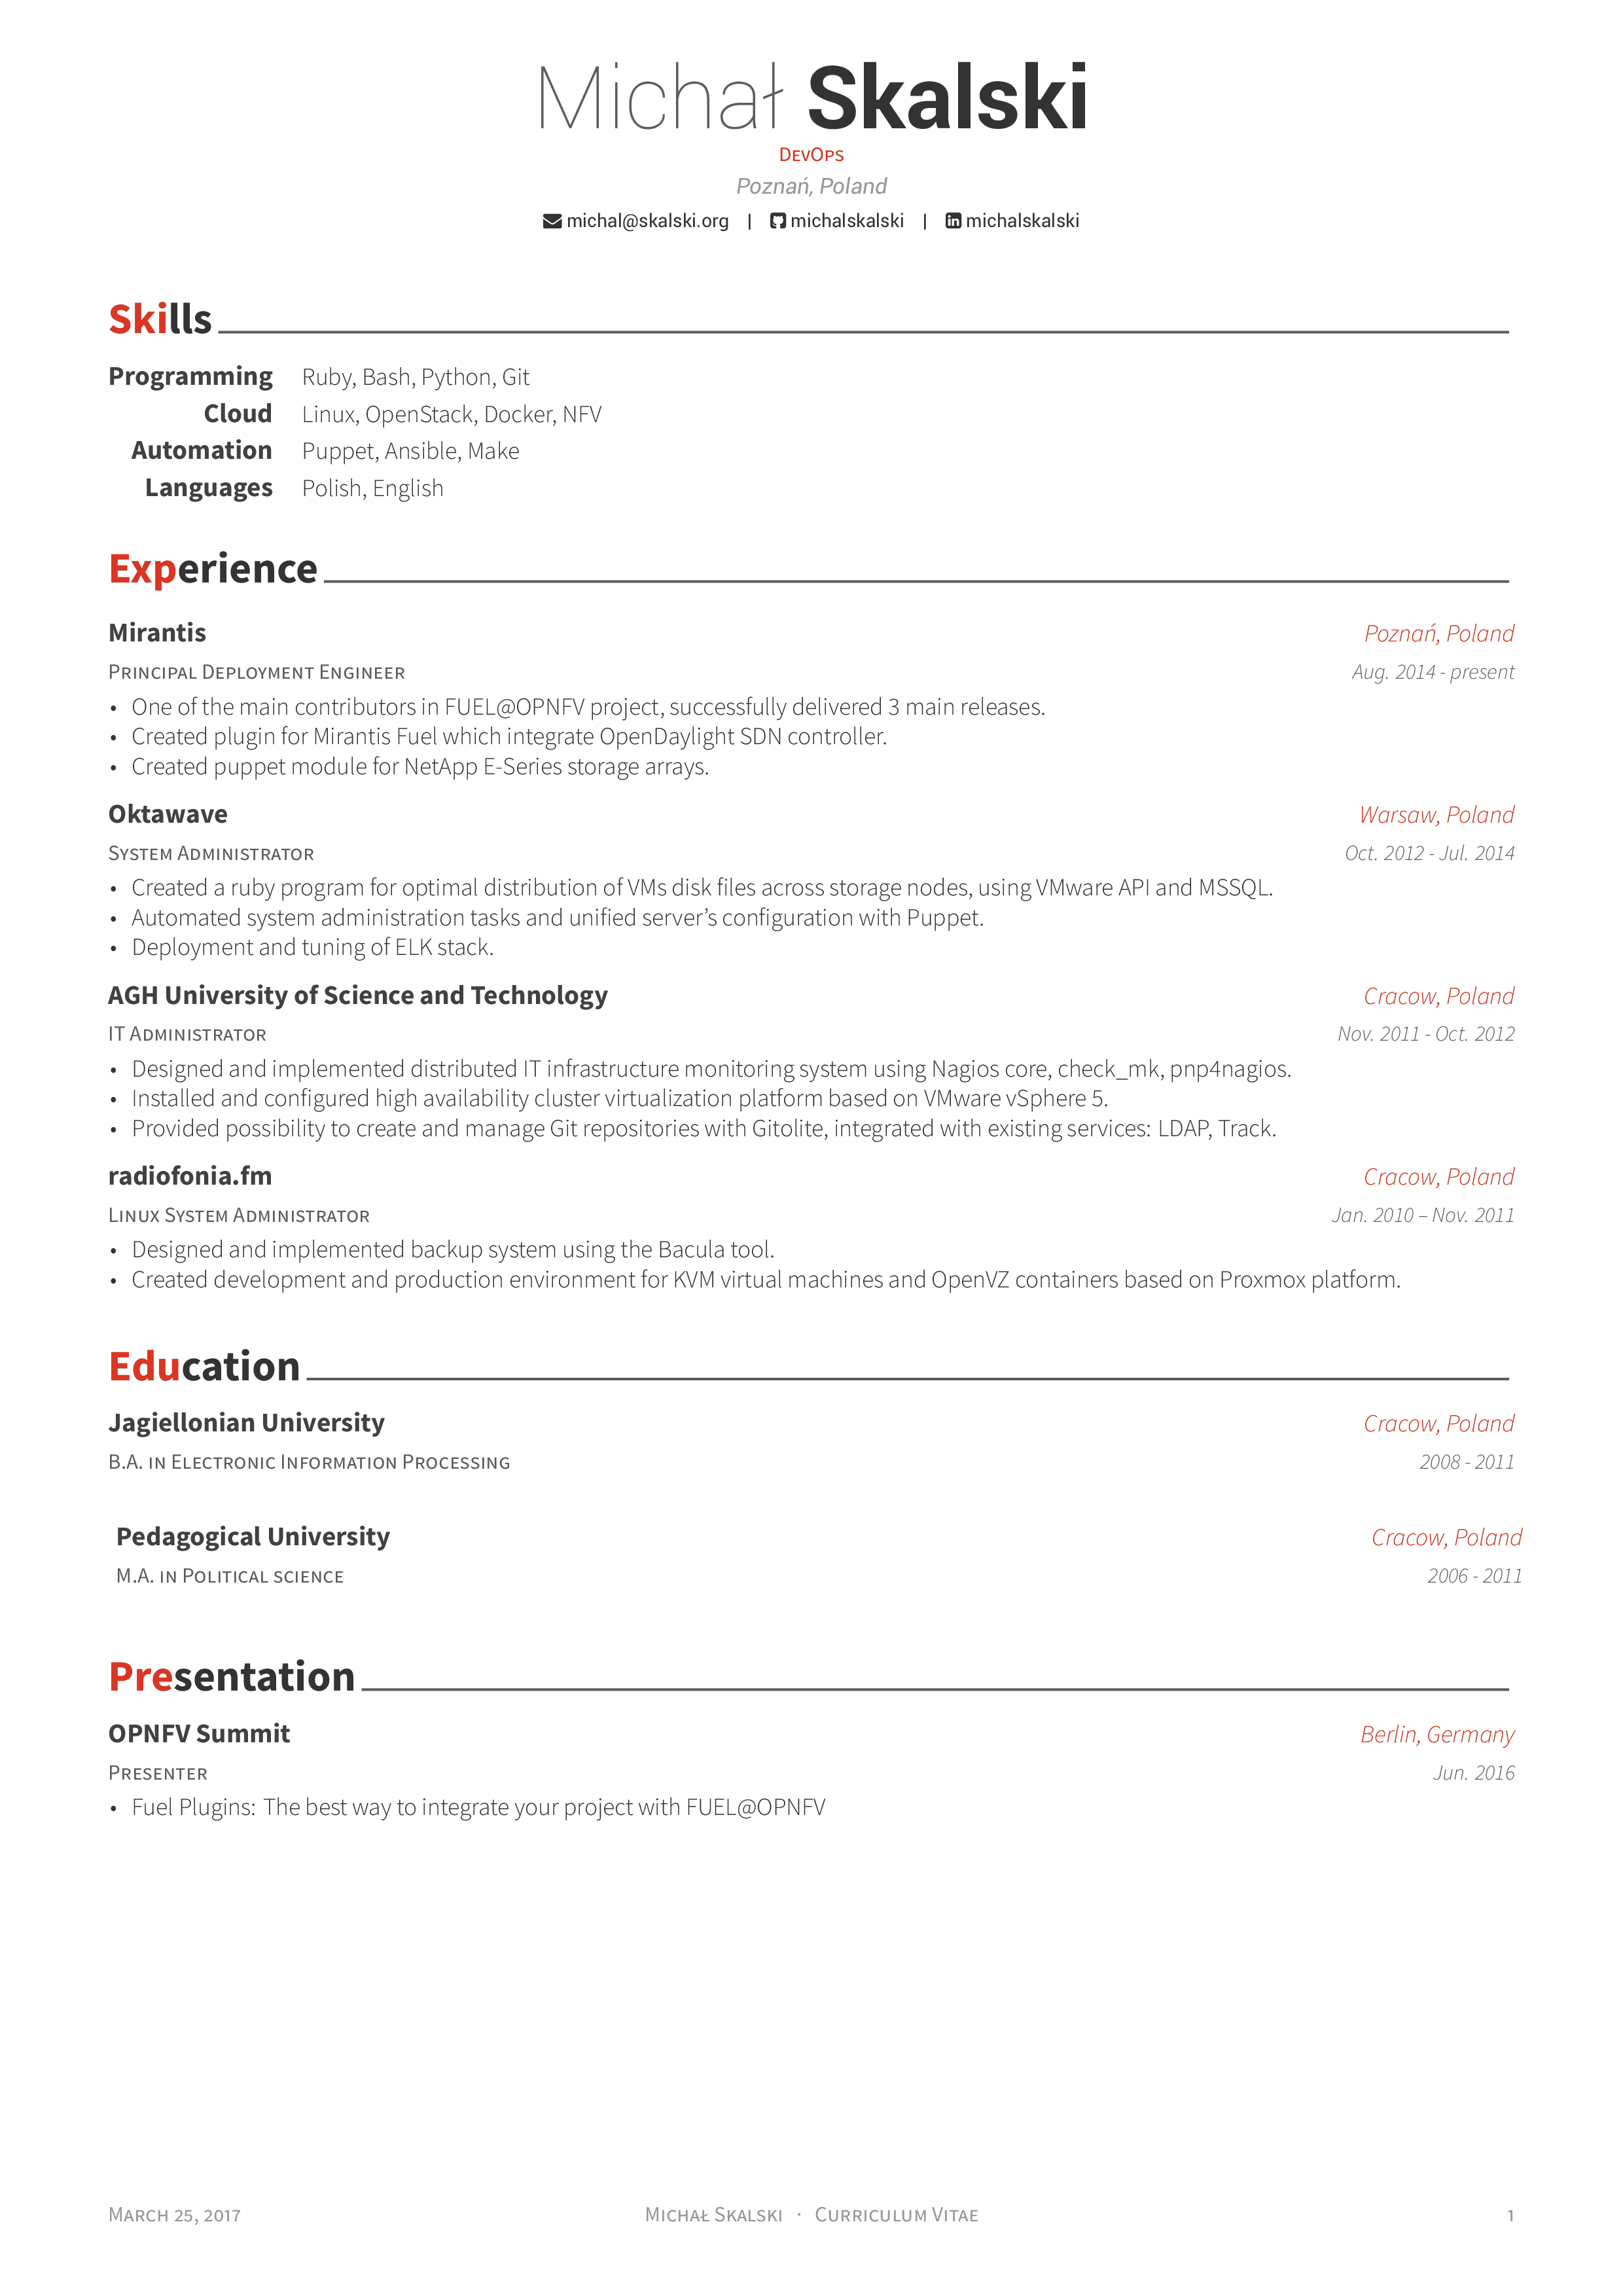 Michał Skalski
DevOps
Poznań, Poland
michal@skalski.org | michalskalski | michalskalski
Skills
Programming Ruby, Bash, Python, Git
Cloud Linux, OpenStack, Docker, NFV
Automation Puppet, Ansible, Make
Languages Polish, English
Experience
Mirantis Poznań, Poland
Principal Deployment Engineer Aug. 2014 - present
• One of the main contributors in FUEL@OPNFV project, successfully delivered 3 main releases.
• Created plugin for Mirantis Fuel which integrate OpenDaylight SDN controller.
• Created puppet module for NetApp E-Series storage arrays.
Oktawave Warsaw, Poland
System Administrator Oct. 2012 - Jul. 2014
• Created a ruby program for optimal distribution of VMs disk files across storage nodes, using VMware API and MSSQL.
• Automated system administration tasks and unified server’s configuration with Puppet.
• Deployment and tuning of ELK stack.
AGH University of Science and Technology Cracow, Poland
IT Administrator Nov. 2011 - Oct. 2012
• Designed and implemented distributed IT infrastructure monitoring system using Nagios core, check_mk, pnp4nagios.
• Installed and configured high availability cluster virtualization platform based on VMware vSphere 5.
• Provided possibility to create and manage Git repositories with Gitolite, integrated with existing services: LDAP, Track.
radiofonia.fm Cracow, Poland
Linux System Administrator Jan. 2010 – Nov. 2011
• Designed and implemented backup system using the Bacula tool.
• Created development and production environment for KVM virtual machines and OpenVZ containers based on Proxmox platform.
Education
Jagiellonian University Cracow, Poland
B.A. in Electronic Information Processing 2008 - 2011
Pedagogical University Cracow, Poland
M.A. in Political science 2006 - 2011
Presentation
OPNFV Summit Berlin, Germany
Presenter Jun. 2016
• Fuel Plugins: The best way to integrate your project with FUEL@OPNFV
March 25, 2017 Michał Skalski · Curriculum Vitae 1